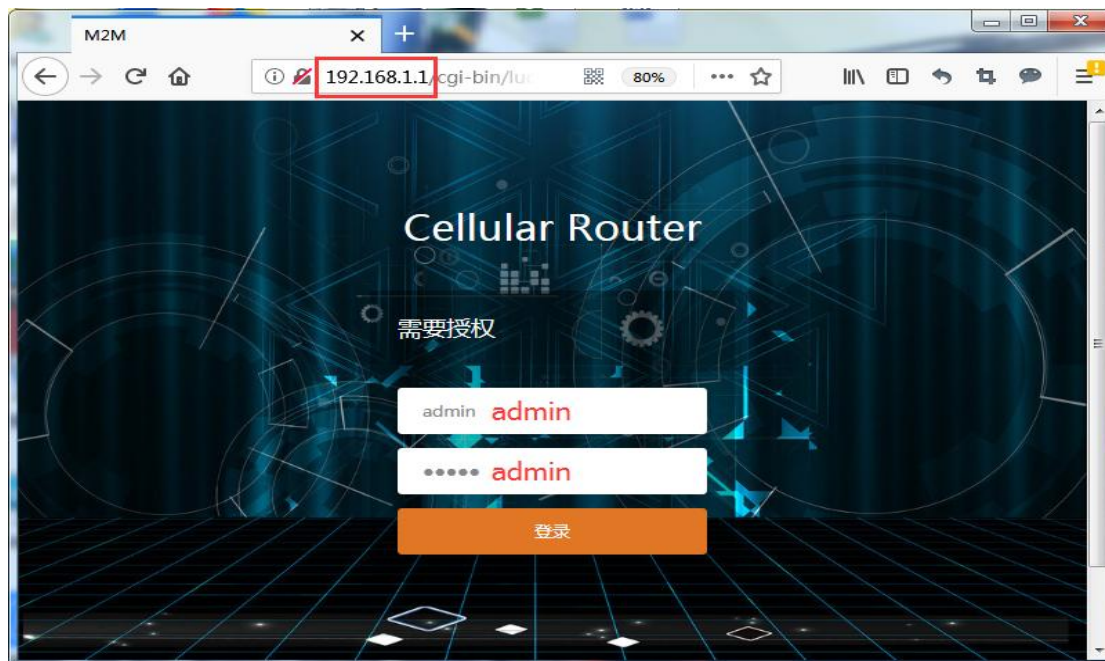 M2M
192.168.1.1/cgi-bin/lu
80%
Cellular Router
需要授权
admin admin
••••• admin
登录